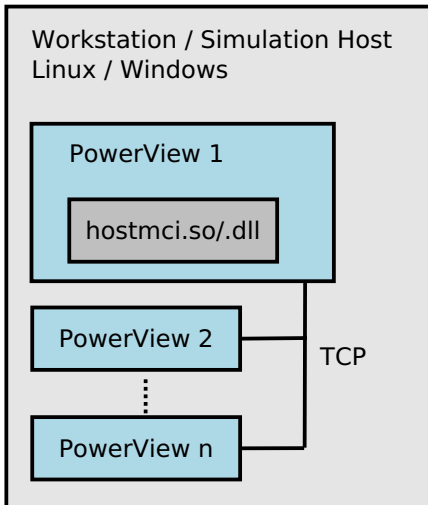 Workstation / Simulation Host
Linux / Windows
PowerView 1
hostmci.so/.dll
PowerView 2
TCP
PowerView n